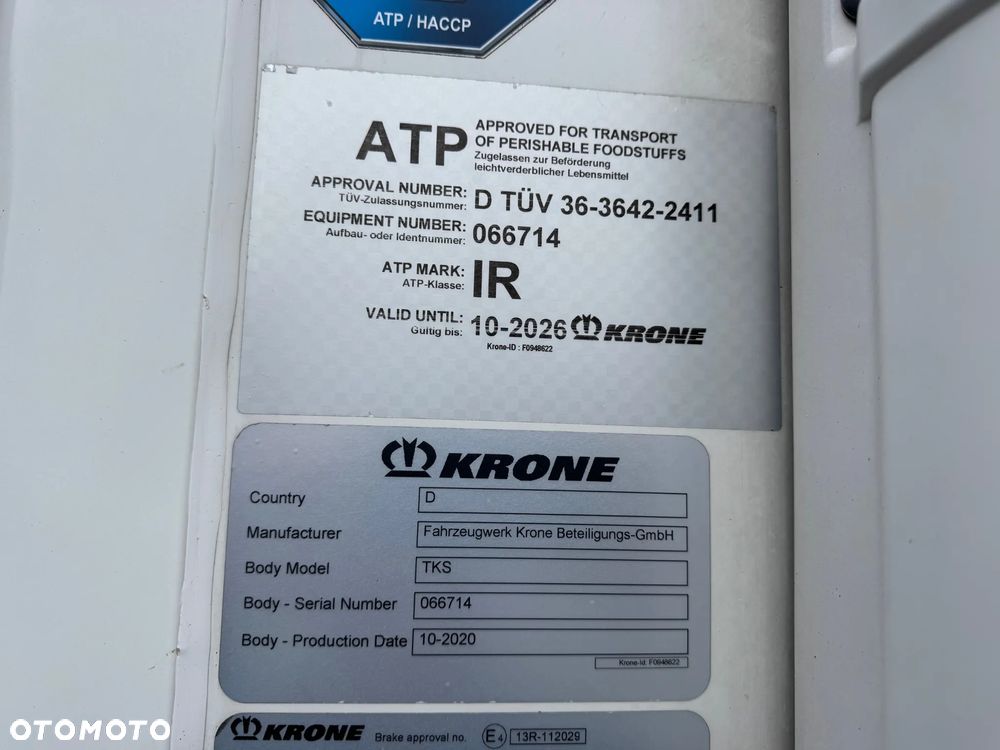 ATP / HACCP
ATP APPROVED FOR TRANSPORT
OF PERISHABLE FOODSTUFFS
Zugelassen zur Beförderung
leichtverderblicher Lebensmittel
APPROVAL NUMBER: D TÜV 36-3642-2411
TÜV-Zulassungsnummer:
EQUIPMENT NUMBER: 066714
Aufbau- oder Identnummer:
ATP MARK: IR
ATP-Klasse:
VALID UNTIL: 10-2026 KRONE
Gültig bis:
Krone-ID : F0948622
KRONE
Country D
Manufacturer Fahrzeugwerk Krone Beteiligungs-GmbH
Body Model TKS
Body - Serial Number 066714
Body - Production Date 10-2020
Krone-Id: F0948622
KRONE Brake approval no. E4 13R-112029
OTOMOTO